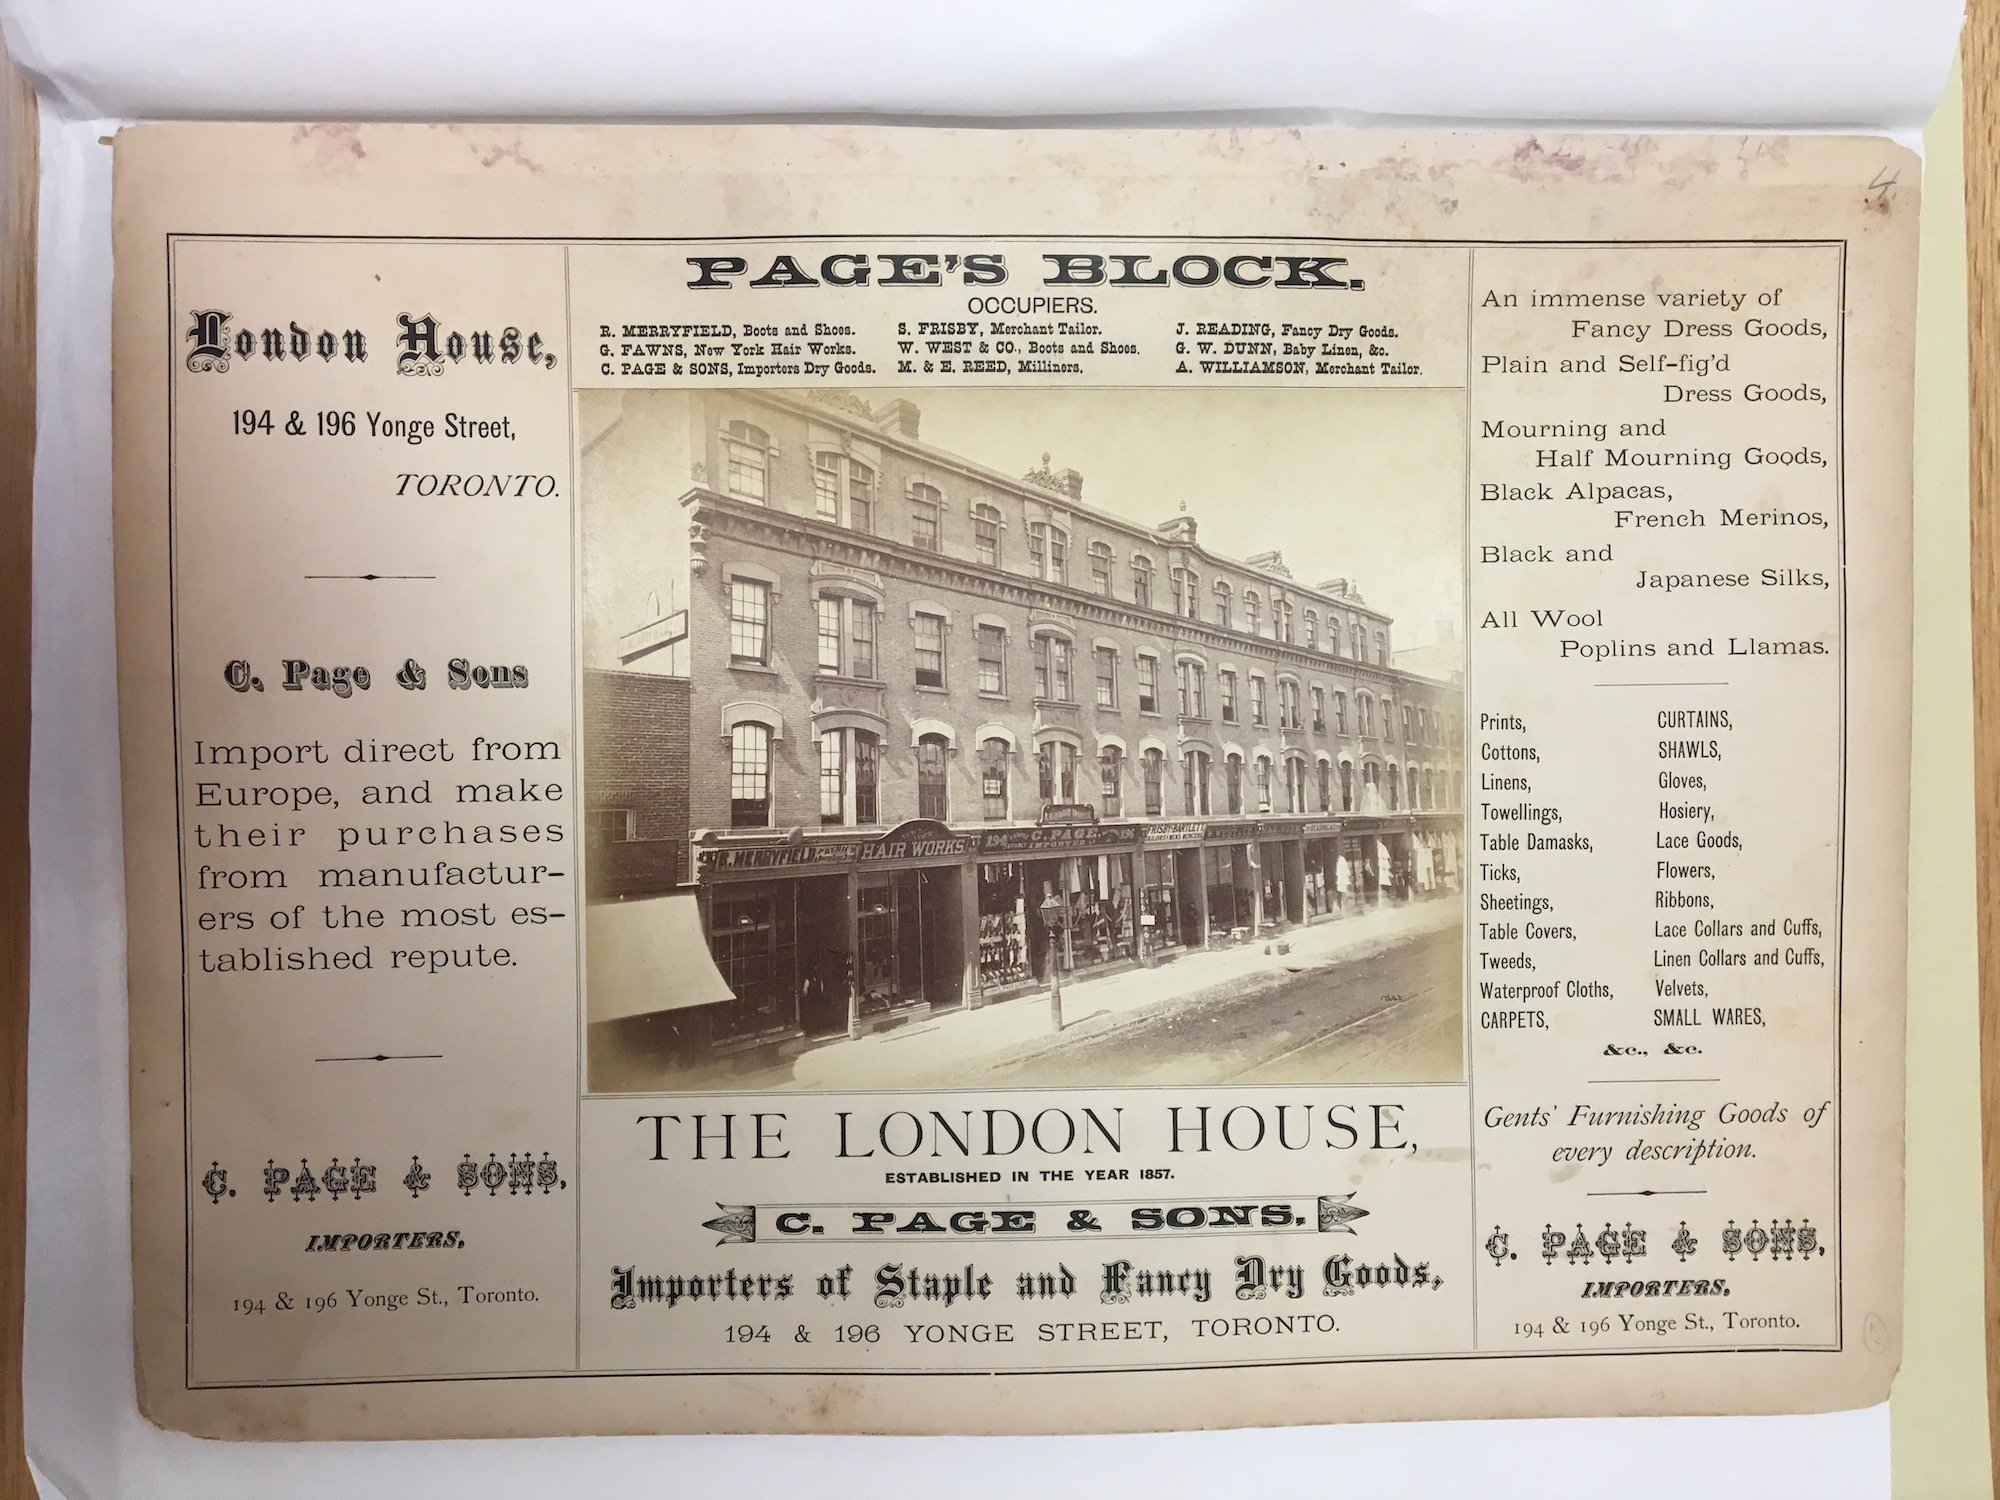 4
London House,
194 & 196 Yonge Street,
TORONTO.
C. Page & Sons
Import direct from
Europe, and make
their purchases
from manufactur-
ers of the most es-
tablished repute.
C. PAGE & SONS,
IMPORTERS,
194 & 196 Yonge St., Toronto.
PAGE'S BLOCK.
OCCUPIERS.
R. MERRYFIELD, Boots and Shoes.
G. FAWNS, New York Hair Works.
C. PAGE & SONS, Importers Dry Goods.
S. FRISBY, Merchant Tailor.
W. WEST & CO., Boots and Shoes.
M. & E. REED, Milliners.
J. READING, Fancy Dry Goods.
G. W. DUNN, Baby Linen, &c.
A. WILLIAMSON, Merchant Tailor.
R. MERRYFIELD
HAIR WORKS
194 C. PAGE 196
IMPORTER
FRISBY-BARTLETT
THE LONDON HOUSE,
ESTABLISHED IN THE YEAR 1857.
C. PAGE & SONS,
Importers of Staple and Fancy Dry Goods,
194 & 196 YONGE STREET, TORONTO.
An immense variety of
Fancy Dress Goods,
Plain and Self-fig'd
Dress Goods,
Mourning and
Half Mourning Goods,
Black Alpacas,
French Merinos,
Black and
Japanese Silks,
All Wool
Poplins and Llamas.
Prints,
Cottons,
Linens,
Towellings,
Table Damasks,
Ticks,
Sheetings,
Table Covers,
Tweeds,
Waterproof Cloths,
CARPETS,
CURTAINS,
SHAWLS,
Gloves,
Hosiery,
Lace Goods,
Flowers,
Ribbons,
Lace Collars and Cuffs,
Linen Collars and Cuffs,
Velvets,
SMALL WARES,
&c., &c.
Gents' Furnishing Goods of
every description.
C. PAGE & SONS,
IMPORTERS,
194 & 196 Yonge St., Toronto.